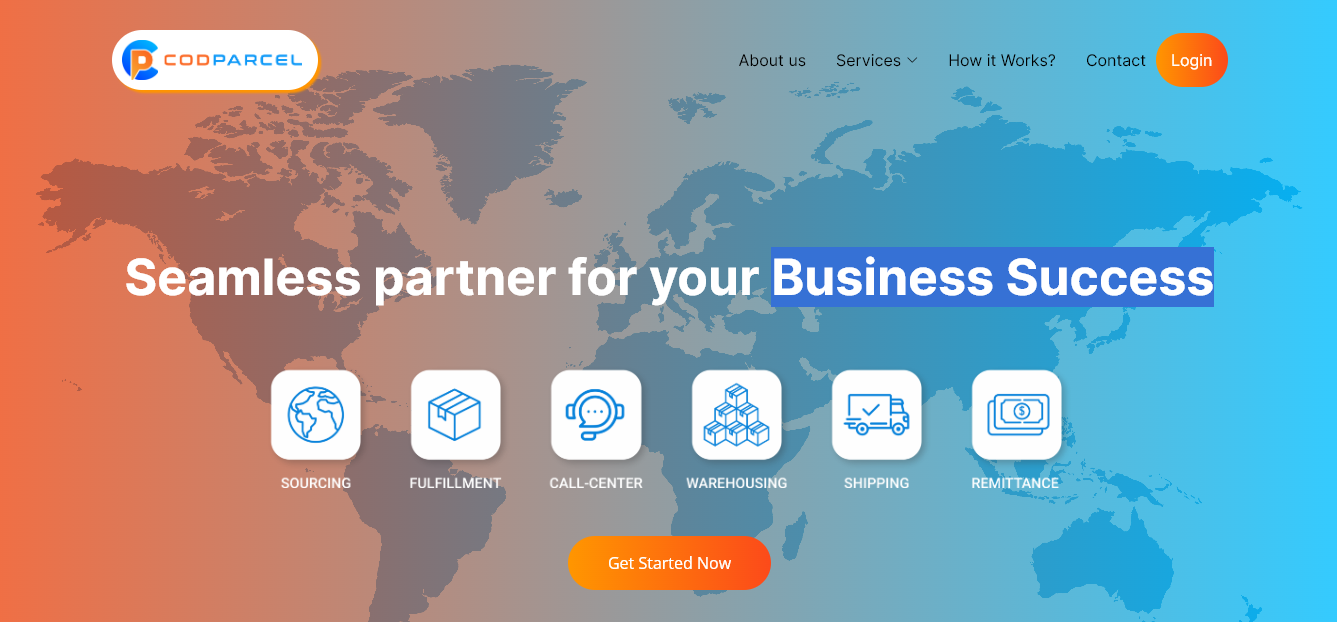 CODPARCEL
About us
Services
How it Works?
Contact
Login
Seamless partner for your Business Success
SOURCING
FULFILLMENT
CALL-CENTER
WAREHOUSING
SHIPPING
REMITTANCE
Get Started Now